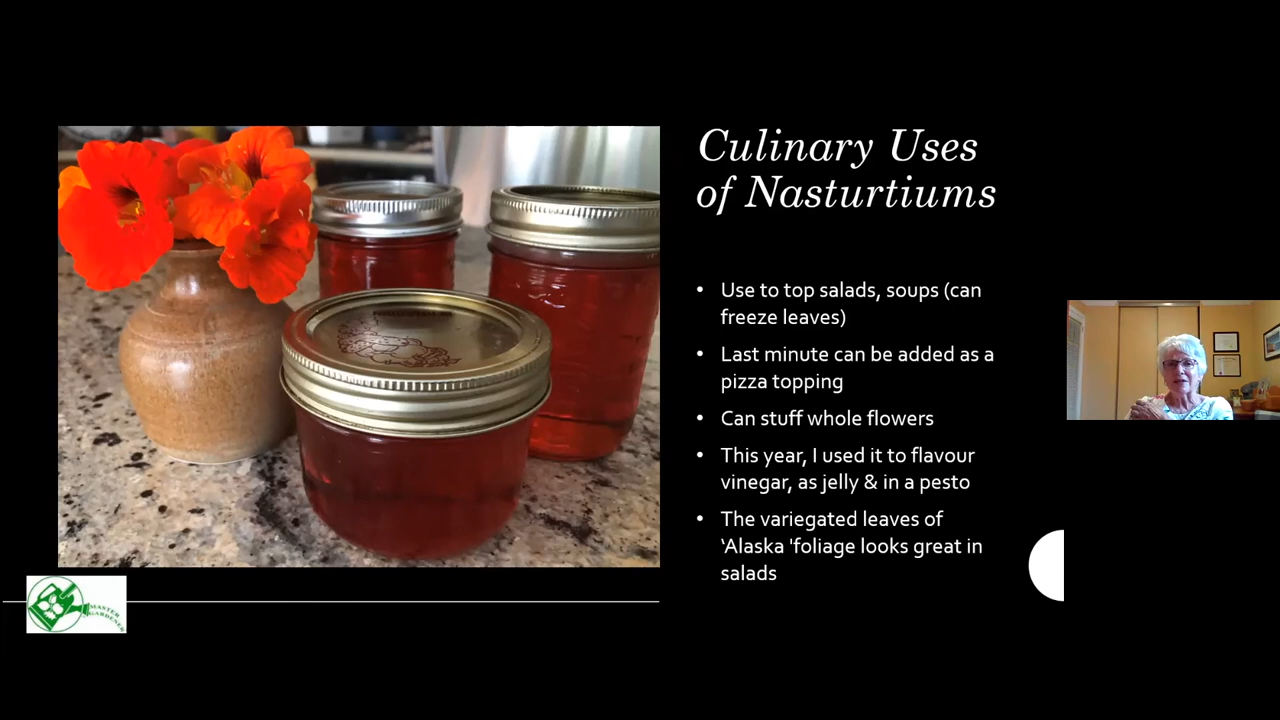 Culinary Uses
of Nasturtiums
• Use to top salads, soups (can
freeze leaves)
• Last minute can be added as a
pizza topping
• Can stuff whole flowers
• This year, I used it to flavour
vinegar, as jelly & in a pesto
• The variegated leaves of
‘Alaska 'foliage looks great in
salads
MASTER
GARDENER